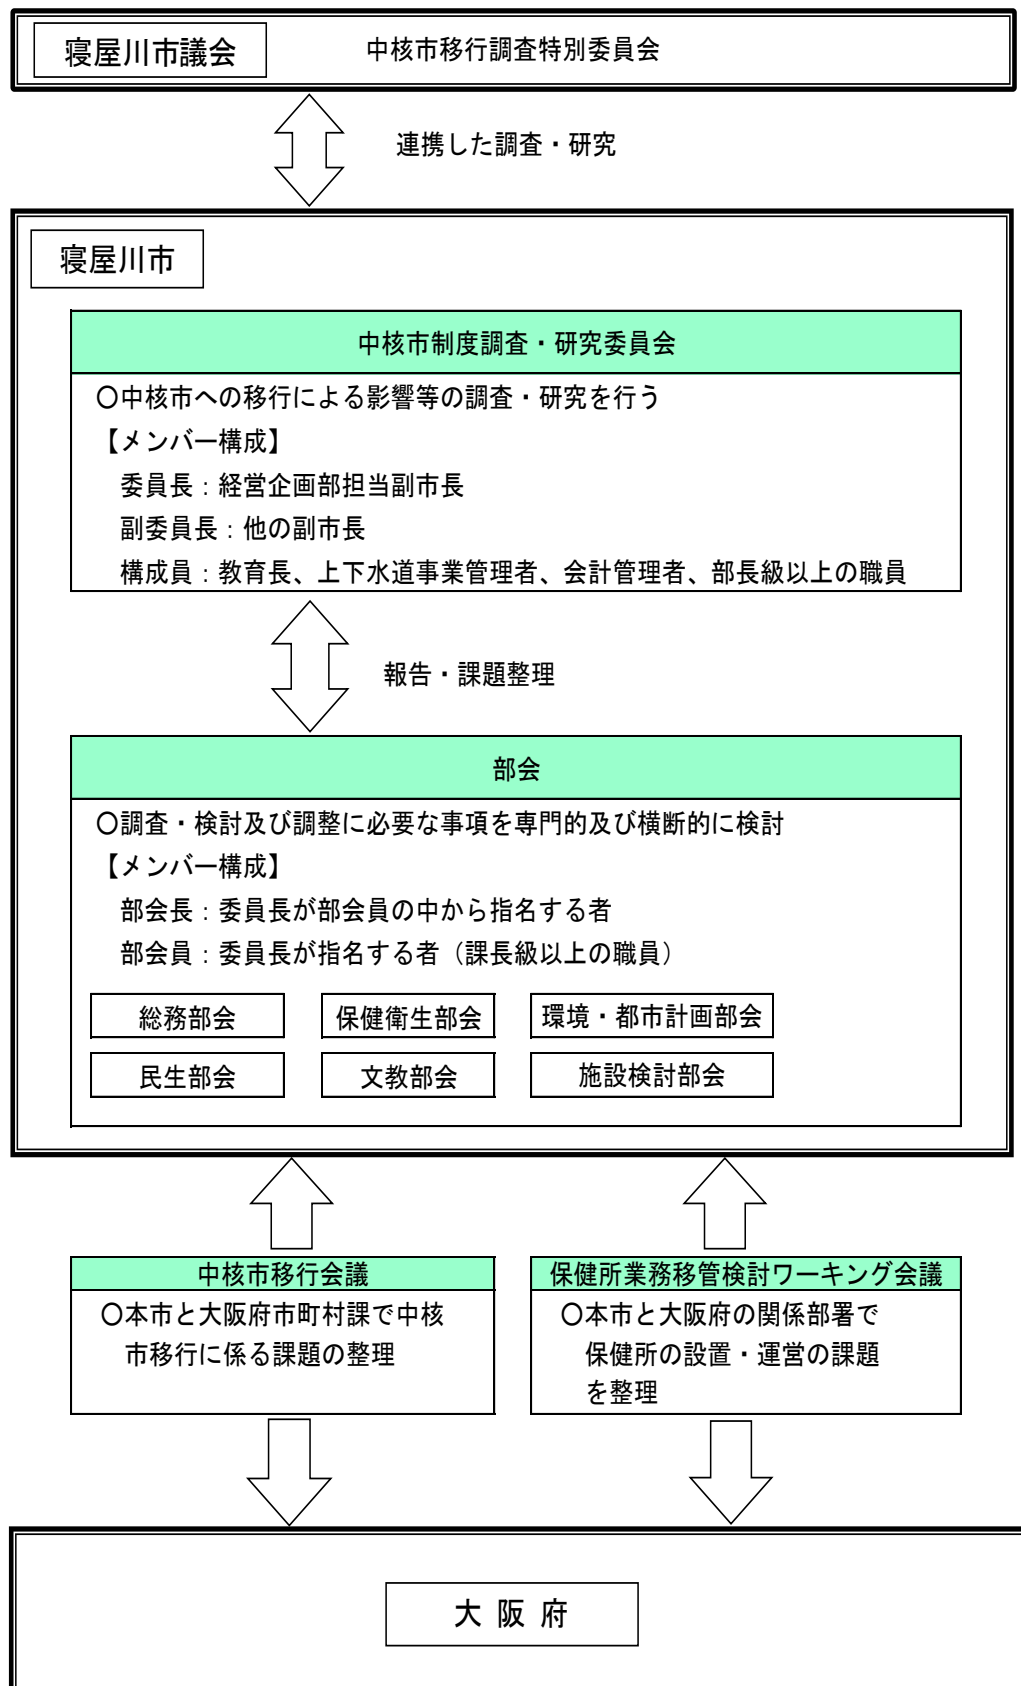 寝屋川市議会
中核市移行調査特別委員会
連携した調査・研究
寝屋川市
中核市制度調査・研究委員会
〇中核市への移行による影響等の調査・研究を行う
【メンバー構成】
委員長：経営企画部担当副市長
副委員長：他の副市長
構成員：教育長、上下水道事業管理者、会計管理者、部長級以上の職員
報告・課題整理
部会
〇調査・検討及び調整に必要な事項を専門的及び横断的に検討
【メンバー構成】
部会長：委員長が部会員の中から指名する者
部会員：委員長が指名する者（課長級以上の職員）
総務部会
保健衛生部会
環境・都市計画部会
民生部会
文教部会
施設検討部会
中核市移行会議
〇本市と大阪府市町村課で中核
市移行に係る課題の整理
保健所業務移管検討ワーキング会議
〇本市と大阪府の関係部署で
保健所の設置・運営の課題
を整理
大 阪 府